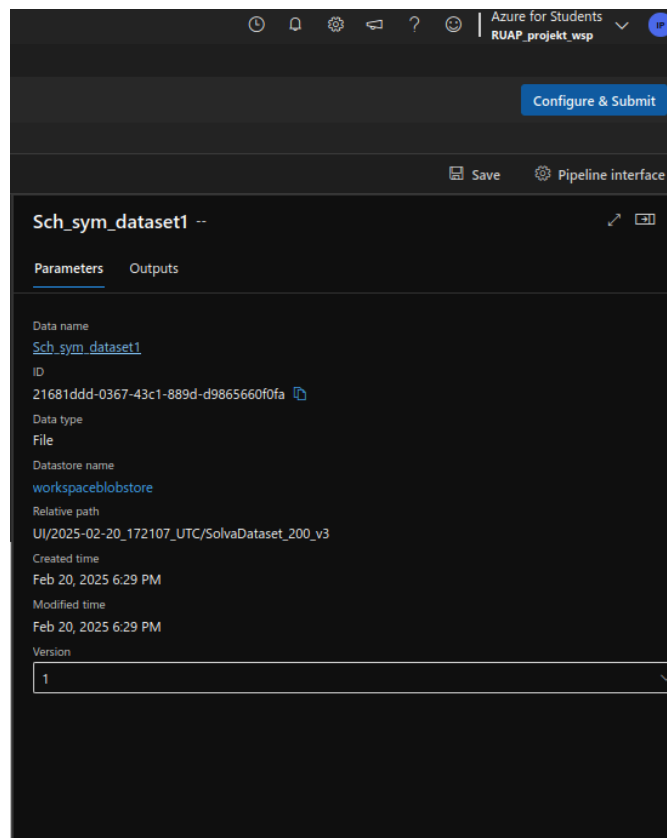 Azure for Students
RUAP_projekt_wsp
IP
Configure & Submit
Save
Pipeline interface
Sch_sym_dataset1 --
Parameters
Outputs
Data name
Sch_sym_dataset1
ID
21681ddd-0367-43c1-889d-d9865660f0fa
Data type
File
Datastore name
workspaceblobstore
Relative path
UI/2025-02-20_172107_UTC/SolvaDataset_200_v3
Created time
Feb 20, 2025 6:29 PM
Modified time
Feb 20, 2025 6:29 PM
Version
1